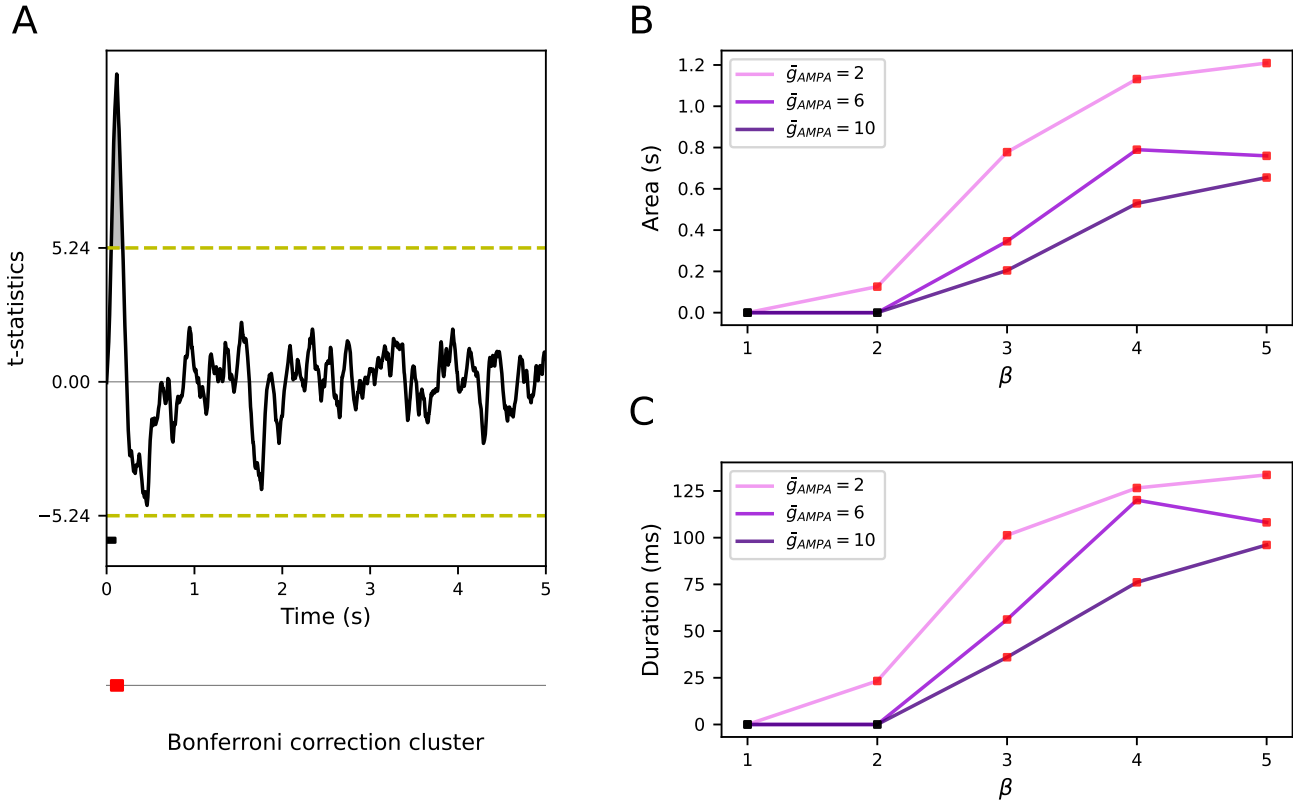 A
t-statistics
5.24
0.00
−5.24
0 1 2 3 4 5
Time (s)
Bonferroni correction cluster
B
Area (s)
1.2
1.0
0.8
0.6
0.4
0.2
0.0
ḡAMPA = 2
ḡAMPA = 6
ḡAMPA = 10
1 2 3 4 5
β
C
Duration (ms)
125
100
75
50
25
0
ḡAMPA = 2
ḡAMPA = 6
ḡAMPA = 10
1 2 3 4 5
β